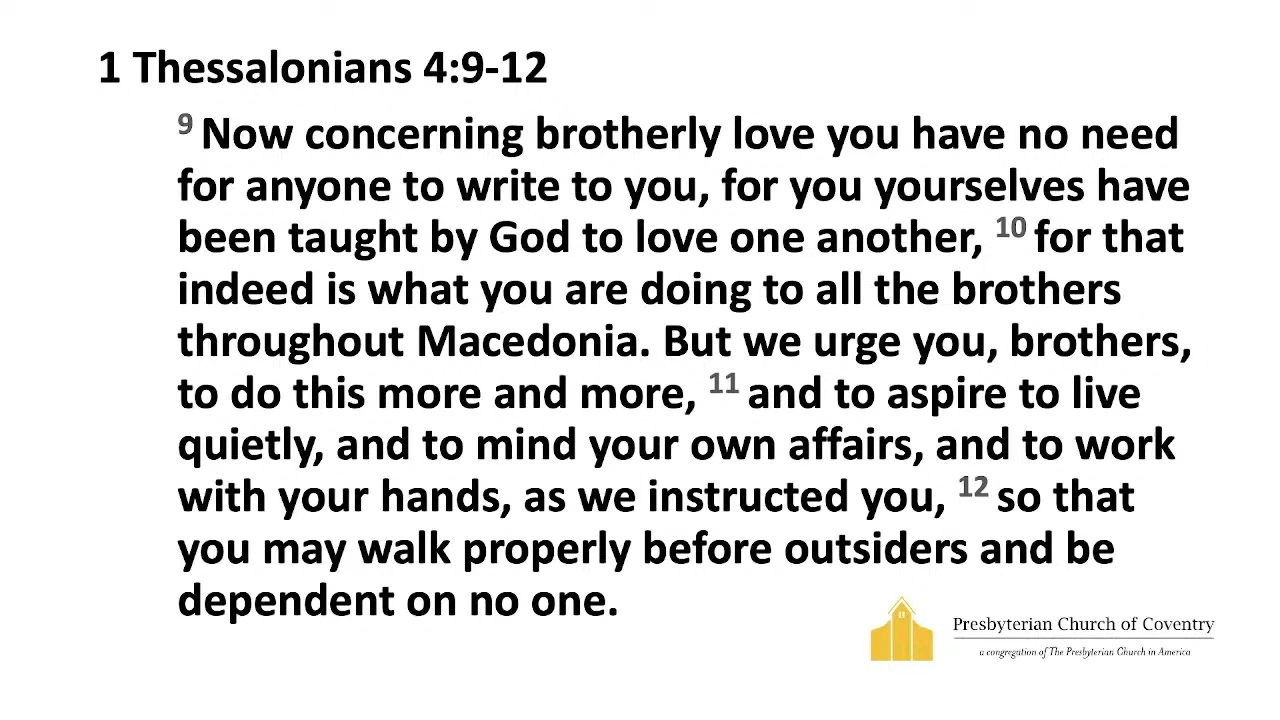 1 Thessalonians 4:9-12
9 Now concerning brotherly love you have no need
for anyone to write to you, for you yourselves have
been taught by God to love one another, 10 for that
indeed is what you are doing to all the brothers
throughout Macedonia. But we urge you, brothers,
to do this more and more, 11 and to aspire to live
quietly, and to mind your own affairs, and to work
with your hands, as we instructed you, 12 so that
you may walk properly before outsiders and be
dependent on no one.
Presbyterian Church of Coventry
a congregation of The Presbyterian Church in America